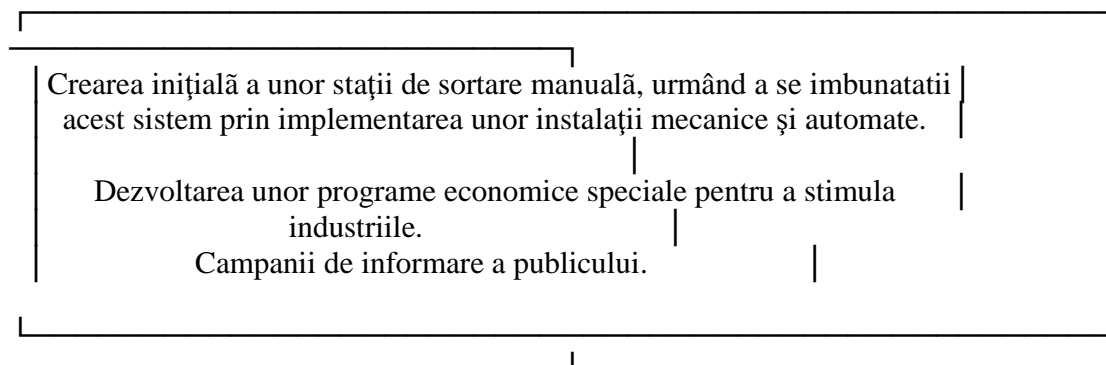 Crearea iniţialã a unor staţii de sortare manualã, urmând a se imbunatatii
acest sistem prin implementarea unor instalaţii mecanice şi automate.
Dezvoltarea unor programe economice speciale pentru a stimula
industriile.
Campanii de informare a publicului.